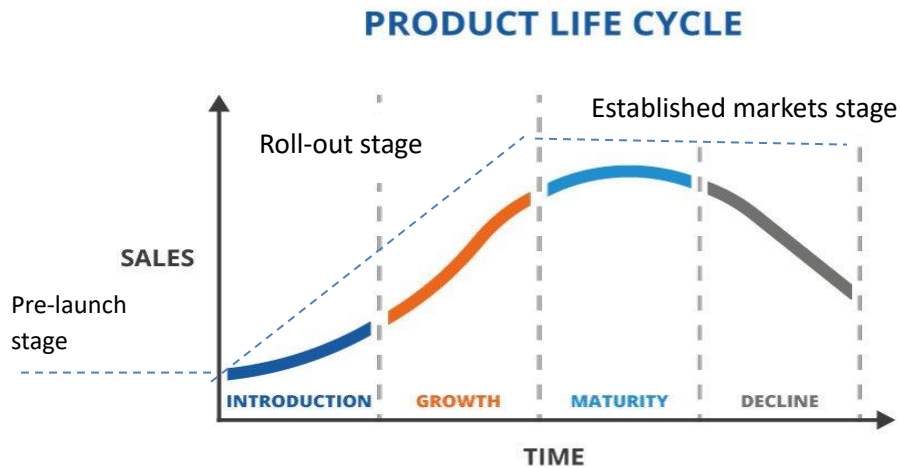 PRODUCT LIFE CYCLE
Established markets stage
Roll-out stage
SALES
Pre-launch
stage
INTRODUCTION
GROWTH
MATURITY
DECLINE
TIME